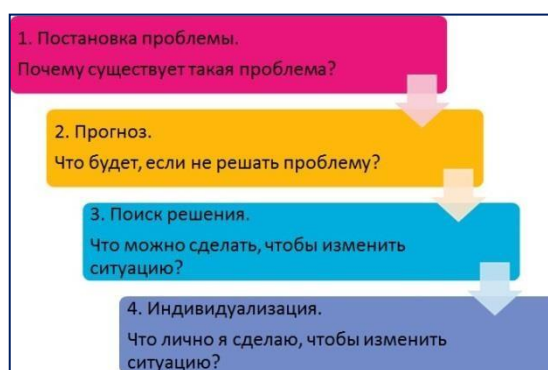 1. Постановка проблемы.
Почему существует такая проблема?
2. Прогноз.
Что будет, если не решать проблему?
3. Поиск решения.
Что можно сделать, чтобы изменить
ситуацию?
4. Индивидуализация.
Что лично я сделаю, чтобы изменить
ситуацию?